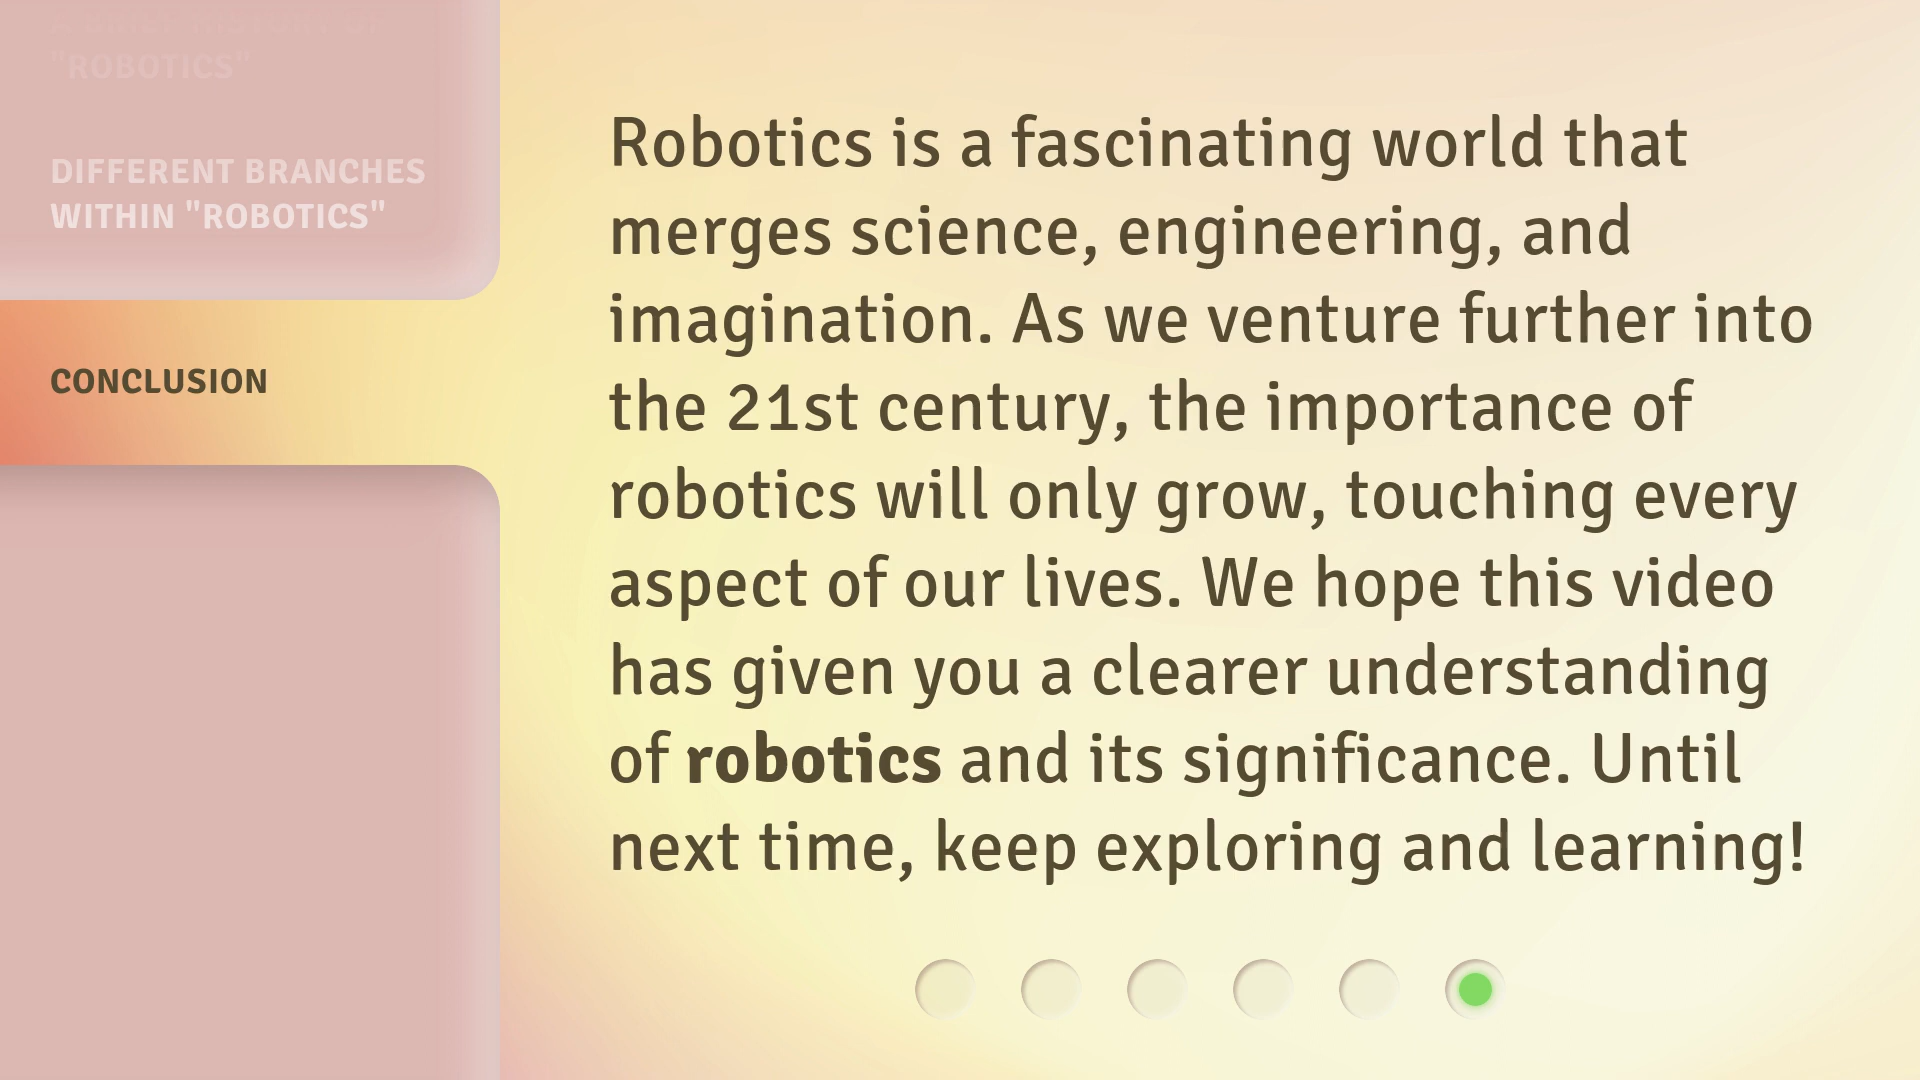 A BRIEF HISTORY OF
"ROBOTICS"
DIFFERENT BRANCHES
WITHIN "ROBOTICS"
CONCLUSION
Robotics is a fascinating world that
merges science, engineering, and
imagination. As we venture further into
the 21st century, the importance of
robotics will only grow, touching every
aspect of our lives. We hope this video
has given you a clearer understanding
of robotics and its significance. Until
next time, keep exploring and learning!